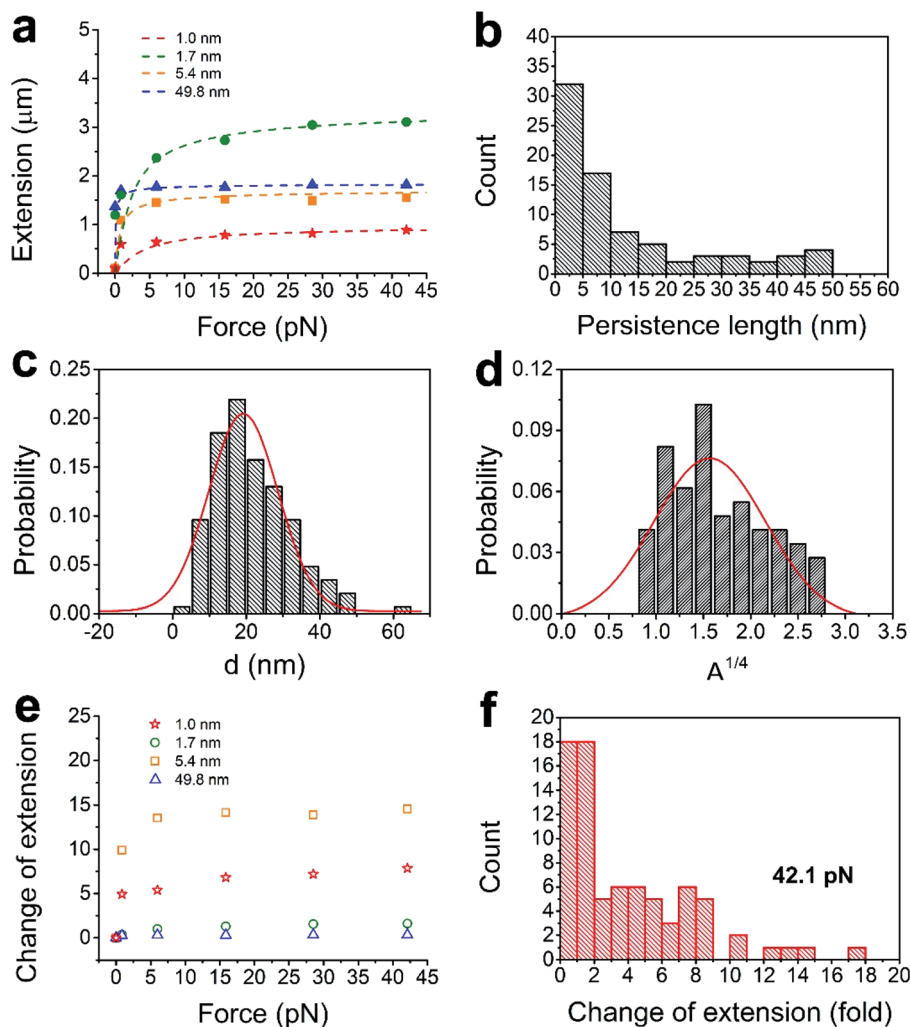 a
1.0 nm
1.7 nm
5.4 nm
49.8 nm
Extension (μm)
5
4
3
2
1
0
0 5 10 15 20 25 30 35 40 45
Force (pN)
b
Count
40
35
30
25
20
15
10
5
0
0 5 10 15 20 25 30 35 40 45 50 55 60
Persistence length (nm)
c
Probability
0.25
0.20
0.15
0.10
0.05
0.00
-20 0 20 40 60
d (nm)
d
Probability
0.12
0.09
0.06
0.03
0.00
0.0 0.5 1.0 1.5 2.0 2.5 3.0 3.5
A^{1/4}
e
1.0 nm
1.7 nm
5.4 nm
49.8 nm
Change of extension
25
20
15
10
5
0
0 5 10 15 20 25 30 35 40 45
Force (pN)
f
Count
20
18
16
14
12
10
8
6
4
2
0
42.1 pN
0 2 4 6 8 10 12 14 16 18 20
Change of extension (fold)